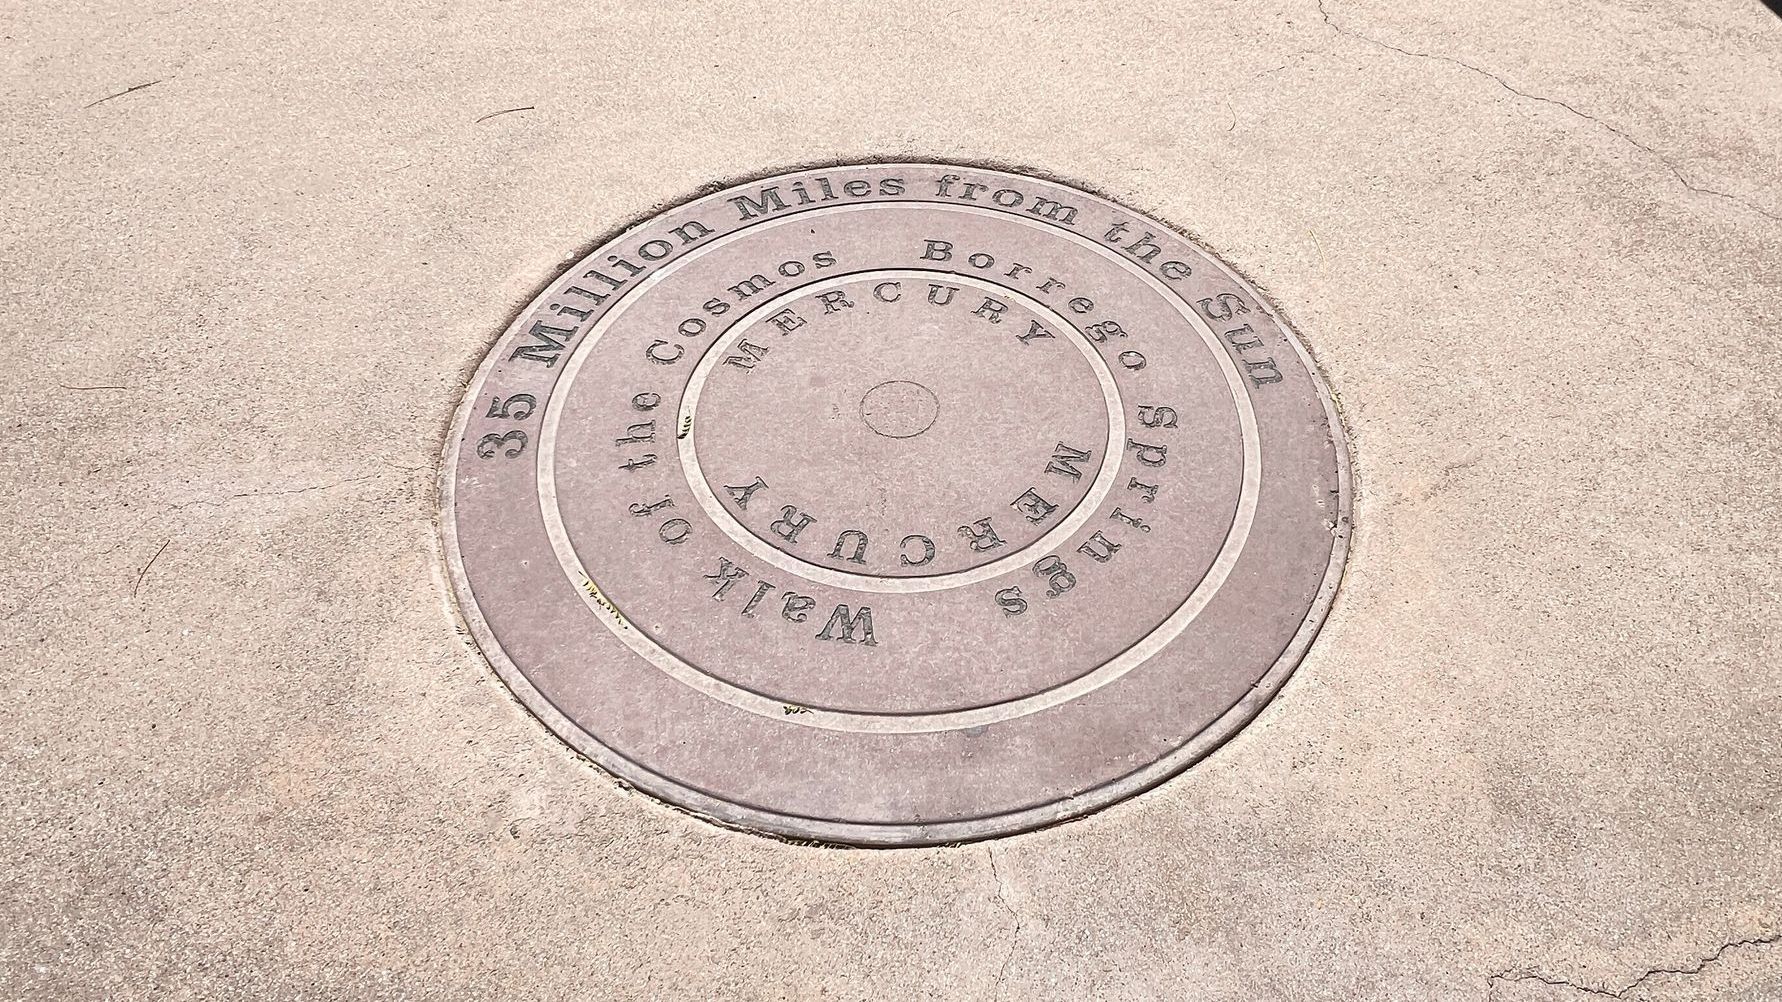 35 Million Miles from the Sun
Walk of the Cosmos Borrego Springs
MERCURY
MERCURY